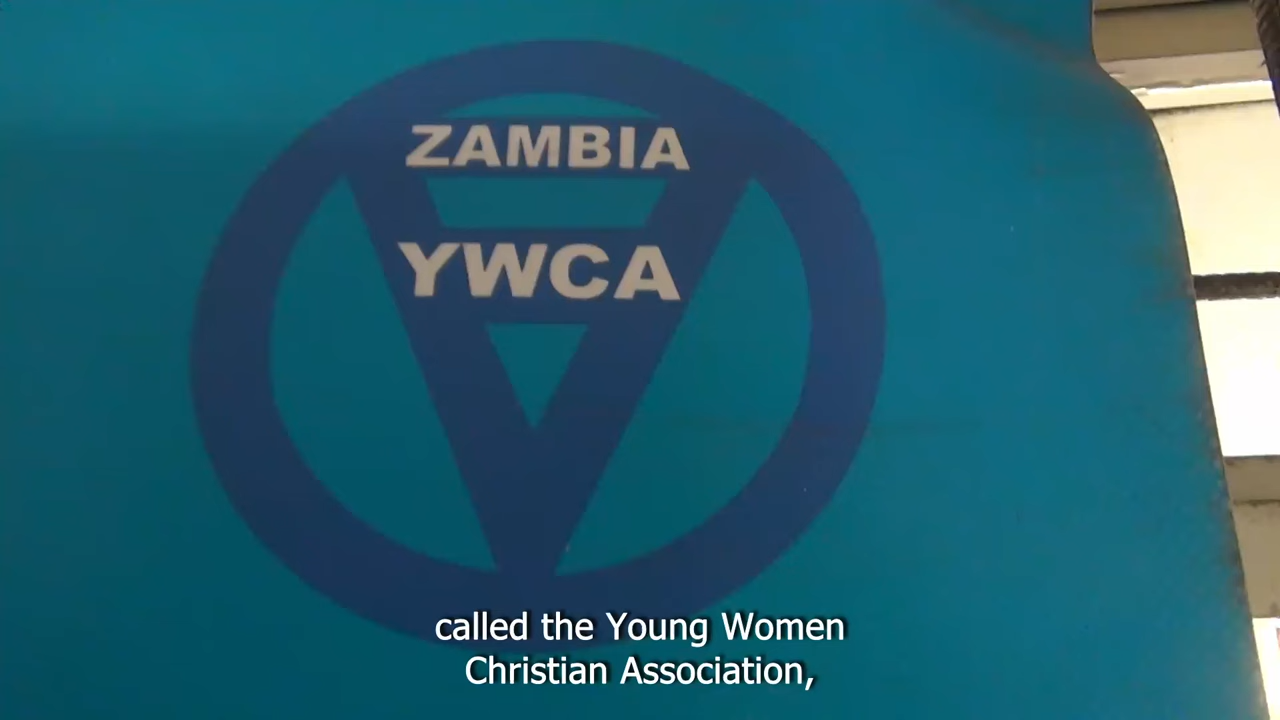 ZAMBIA
YWCA
called the Young Women
Christian Association,